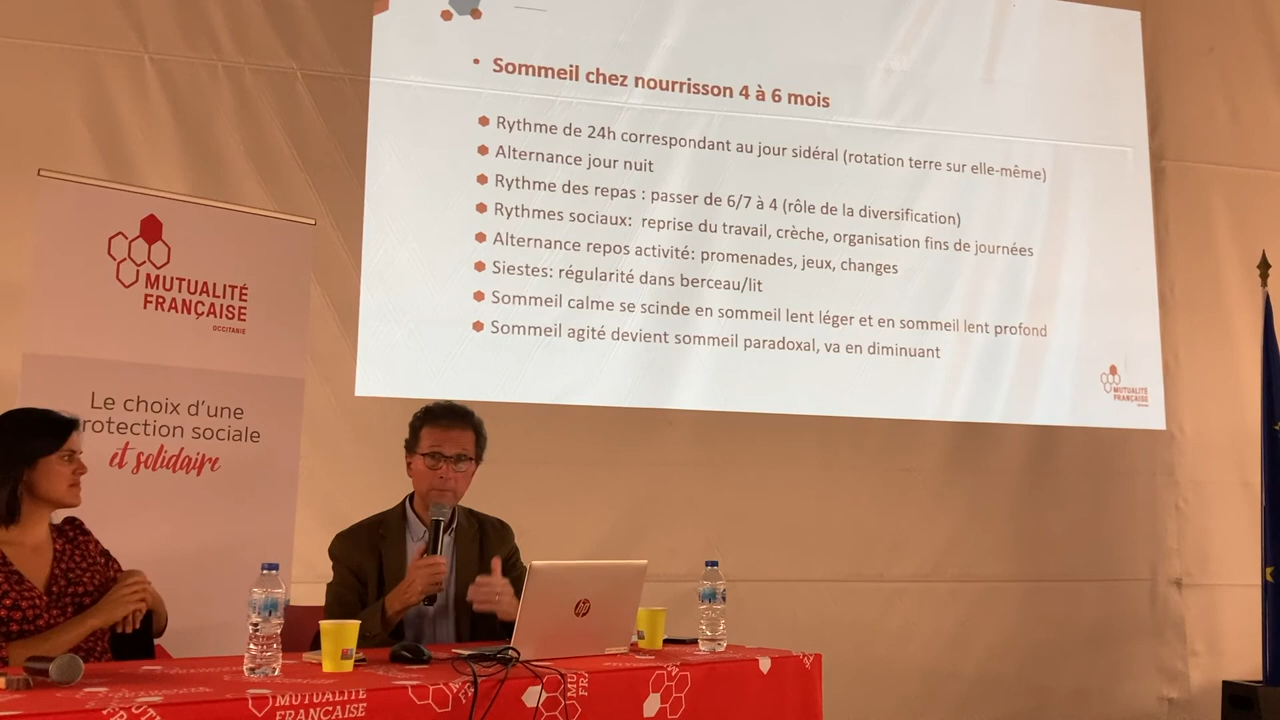 • Sommeil chez nourrisson 4 à 6 mois
Rythme de 24h correspondant au jour sidéral (rotation terre sur elle-même)
Alternance jour nuit
Rythme des repas : passer de 6/7 à 4 (rôle de la diversification)
Rythmes sociaux: reprise du travail, crèche, organisation fins de journées
Alternance repos activité: promenades, jeux, changes
Siestes: régularité dans berceau/lit
Sommeil calme se scinde en sommeil lent léger et en sommeil lent profond
Sommeil agité devient sommeil paradoxal, va en diminuant
MUTUALITÉ
FRANÇAISE
MUTUALITÉ
FRANÇAISE
OCCITANIE
Le choix d'une
rotection sociale
et solidaire
hp
MUTUALITÉ
FRANÇAISE